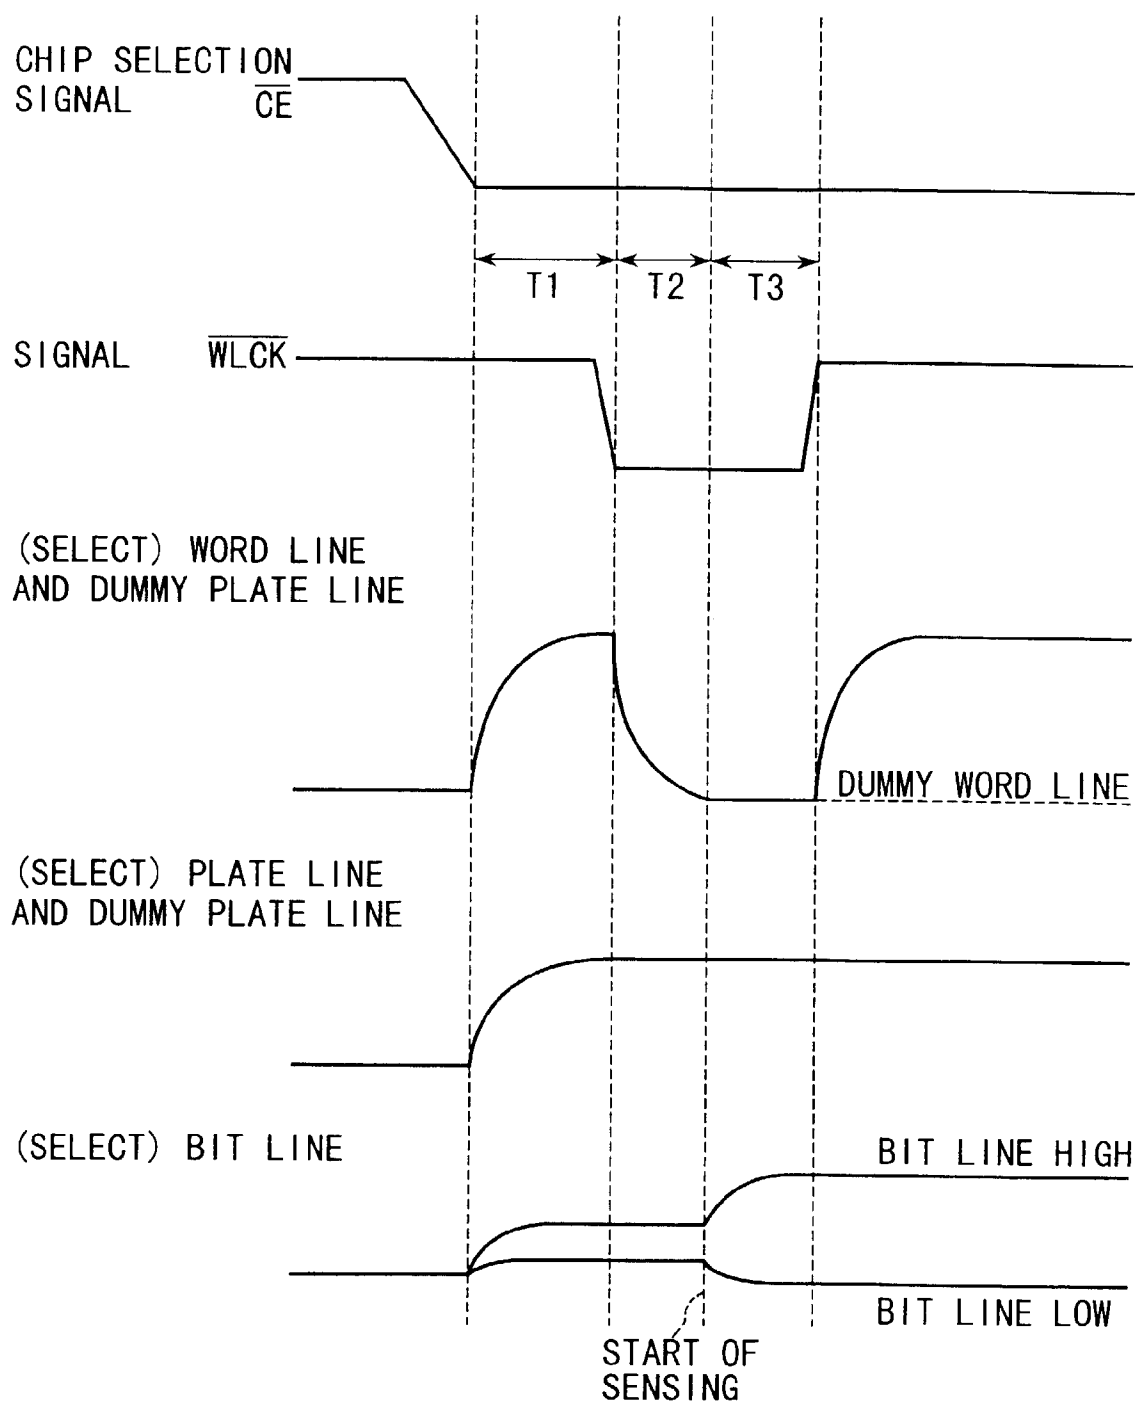 CHIP SELECTION
SIGNAL CE
T1 T2 T3
SIGNAL WLCK
(SELECT) WORD LINE
AND DUMMY PLATE LINE
DUMMY WORD LINE
(SELECT) PLATE LINE
AND DUMMY PLATE LINE
(SELECT) BIT LINE
BIT LINE HIGH
BIT LINE LOW
START OF
SENSING